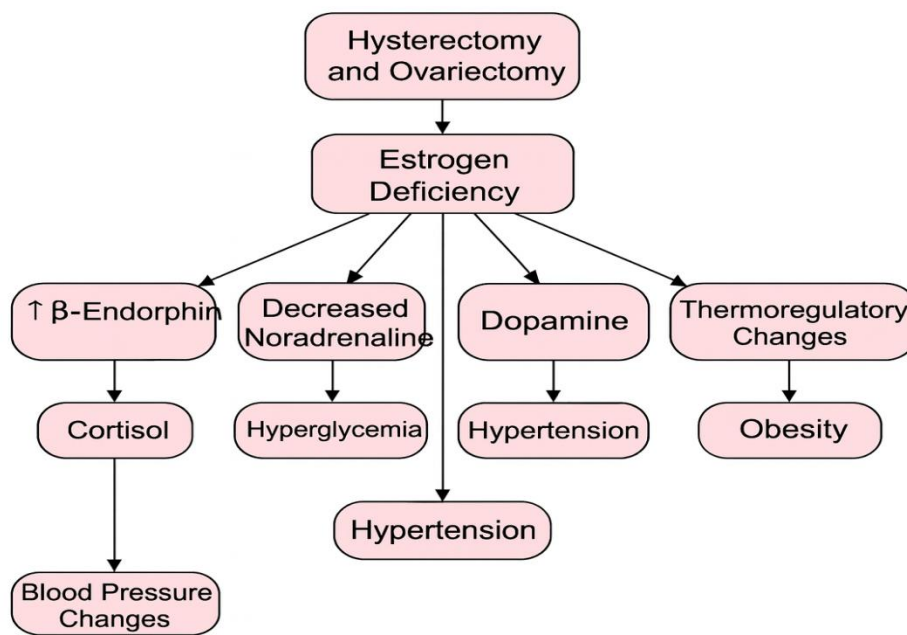 Hysterectomy
and Ovariectomy
Estrogen
Deficiency
↑ β-Endorphin
Decreased
Noradrenaline
Dopamine
Thermoregulatory
Changes
Cortisol
Hyperglycemia
Hypertension
Obesity
Hypertension
Blood Pressure
Changes